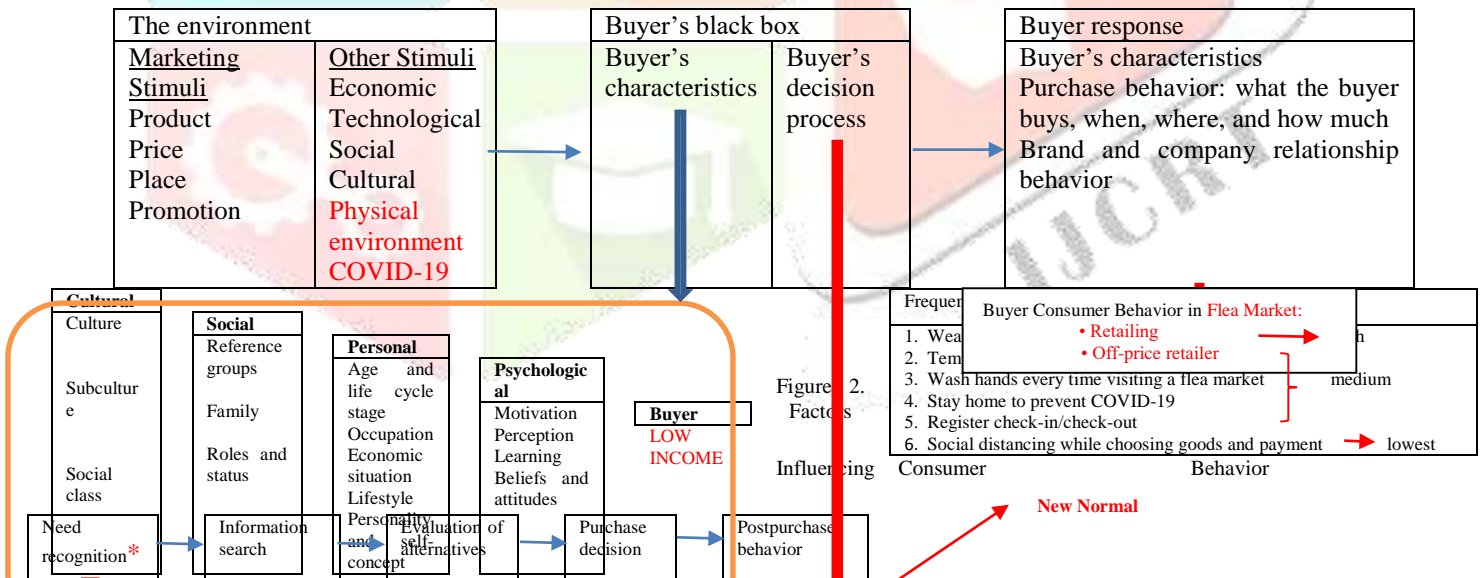 The environment
Marketing
Stimuli
Product
Price
Place
Promotion
Other Stimuli
Economic
Technological
Social
Cultural
Physical
environment
COVID-19
Buyer’s black box
Buyer’s
characteristics
Buyer’s
decision
process
Buyer response
Buyer’s characteristics
Purchase behavior: what the buyer
buys, when, where, and how much
Brand and company relationship
behavior
IJCRT
Cultural
Culture
Subcultur
e
Social
class
Social
Reference
groups
Family
Roles and
status
Personal
Age and
life cycle
stage
Occupation
Economic
situation
Lifestyle
Personality
and self-
concept
Psychologic
al
Motivation
Perception
Learning
Beliefs and
attitudes
Buyer
LOW
INCOME
Figure 2.
Factors
Influencing Consumer Behavior
Buyer Consumer Behavior in Flea Market:
• Retailing
• Off-price retailer
1.
2.
3. Wash hands every time visiting a flea market medium
4. Stay home to prevent COVID-19
5. Register check-in/check-out
6. Social distancing while choosing goods and payment lowest
New Normal
Need
recognition*
Information
search
Evaluation of
alternatives
Purchase
decision
Postpurchase
behavior